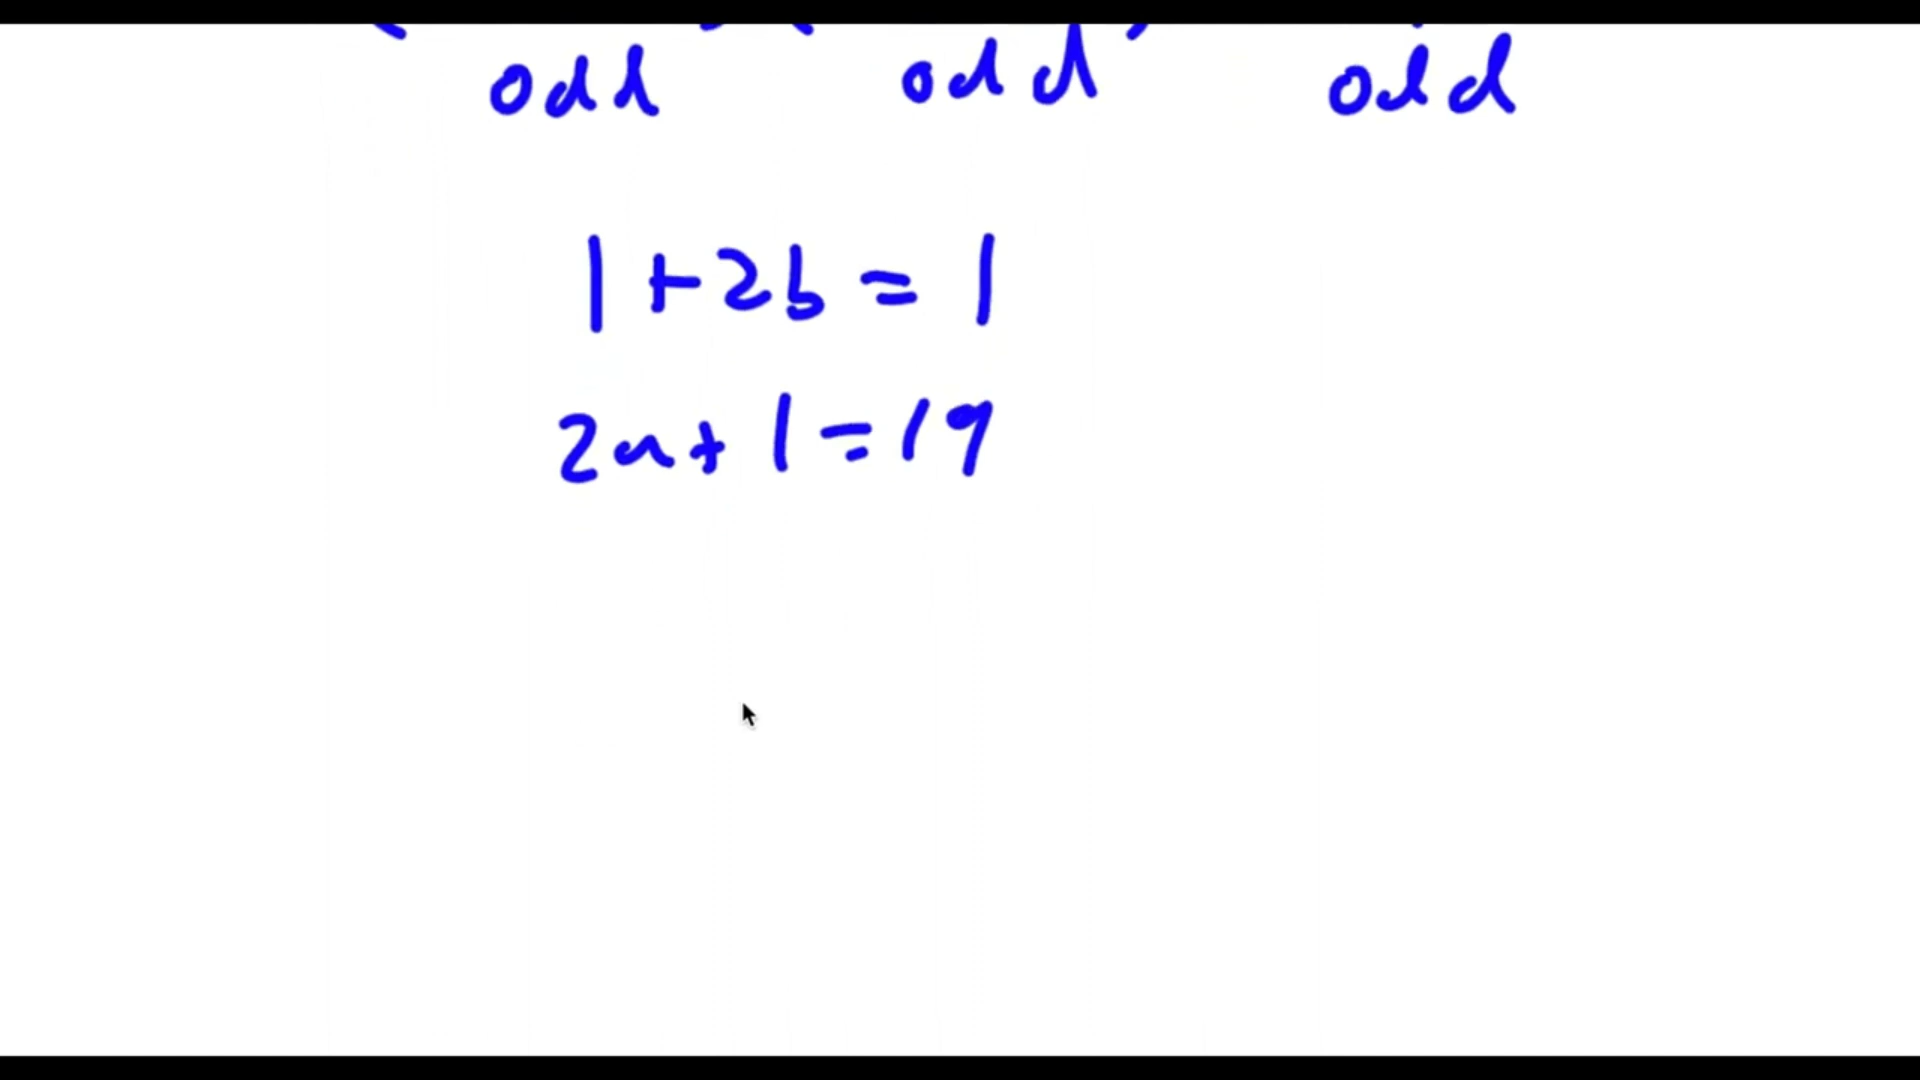 odd odd odd
1 + 2b = 1
2a + 1 = 19